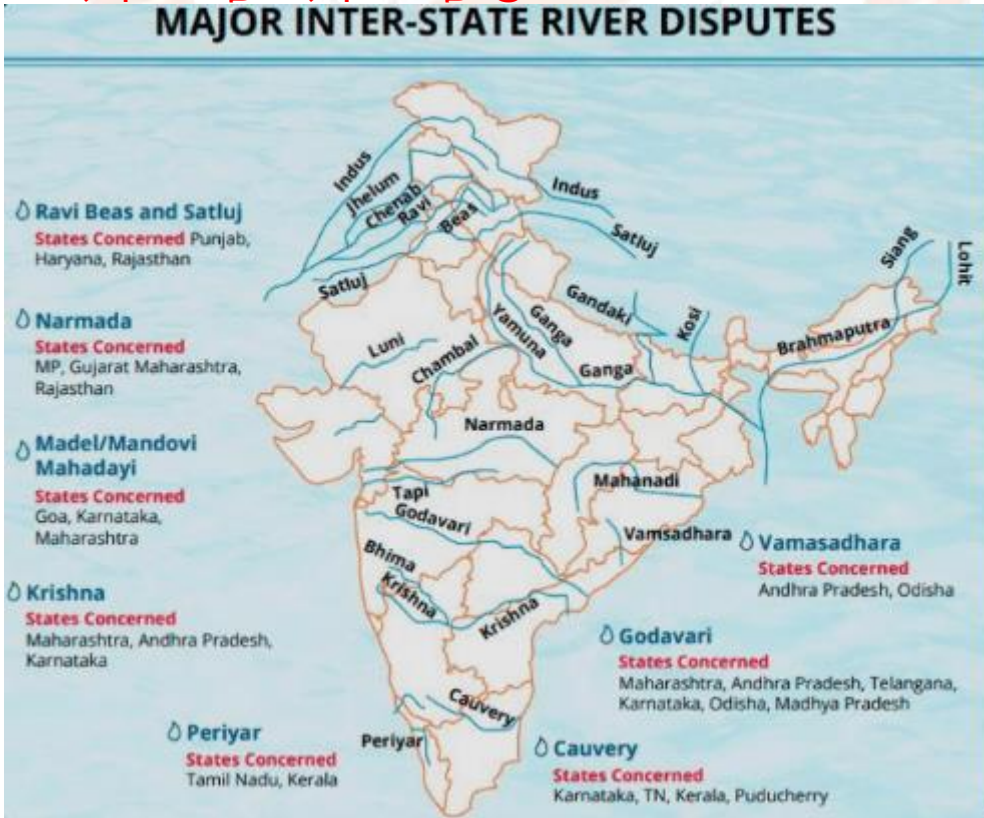 MAJOR INTER-STATE RIVER DISPUTES
Ravi Beas and Satluj
States Concerned Punjab,
Haryana, Rajasthan
Narmada
States Concerned
MP, Gujarat Maharashtra,
Rajasthan
Madel/Mandovi
Mahadayi
States Concerned
Goa, Karnataka,
Maharashtra
Krishna
States Concerned
Maharashtra, Andhra Pradesh,
Karnataka
Periyar
States Concerned
Tamil Nadu, Kerala
Indus
Jhelum
Chenab
Ravi
Beas
Indus
Satluj
Satluj
Luni
Chambal
Yamuna
Ganga
Gandaki
Kosi
Ganga
Siang
Lohit
Brahmaputra
Narmada
Tapi
Mahanadi
Godavari
Vamsadhara
Bhima
Krishna
Krishna
Cauvery
Periyar
Vamasadhara
States Concerned
Andhra Pradesh, Odisha
Godavari
States Concerned
Maharashtra, Andhra Pradesh, Telangana,
Karnataka, Odisha, Madhya Pradesh
Cauvery
States Concerned
Karnataka, TN, Kerala, Puducherry